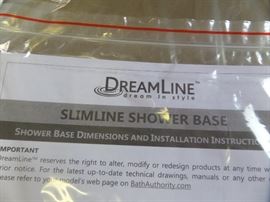 DREAMLINE™
dream in style
SLIMLINE SHOWER BASE
SHOWER BASE DIMENSIONS AND INSTALLATION INSTRUCTIO
IMPORTANT
DreamLine™ reserves the right to alter, modify or redesign products at any time w
rior notice. For the latest up-to-date technical drawings, manuals or any other
lease refer to your model's web page on BathAuthority.com